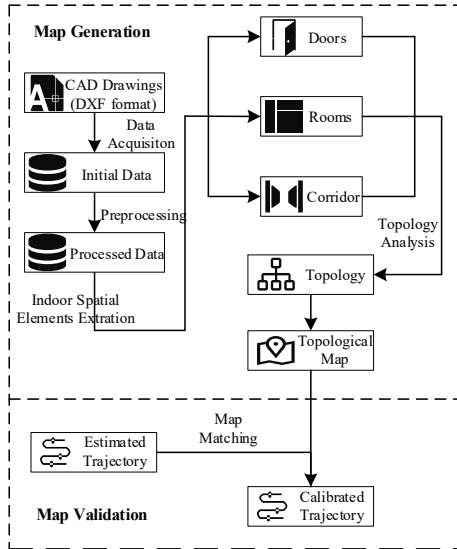 Map Generation
Doors
A
CAD Drawings
(DXF format)
Data
Acquisiton
Rooms
Initial Data
Preprocessing
Corridor
Processed Data
Topology
Analysis
Indoor Spatial
Elements Extration
Topology
Topological
Map
Map
Matching
Estimated
Trajectory
Calibrated
Trajectory
Map Validation